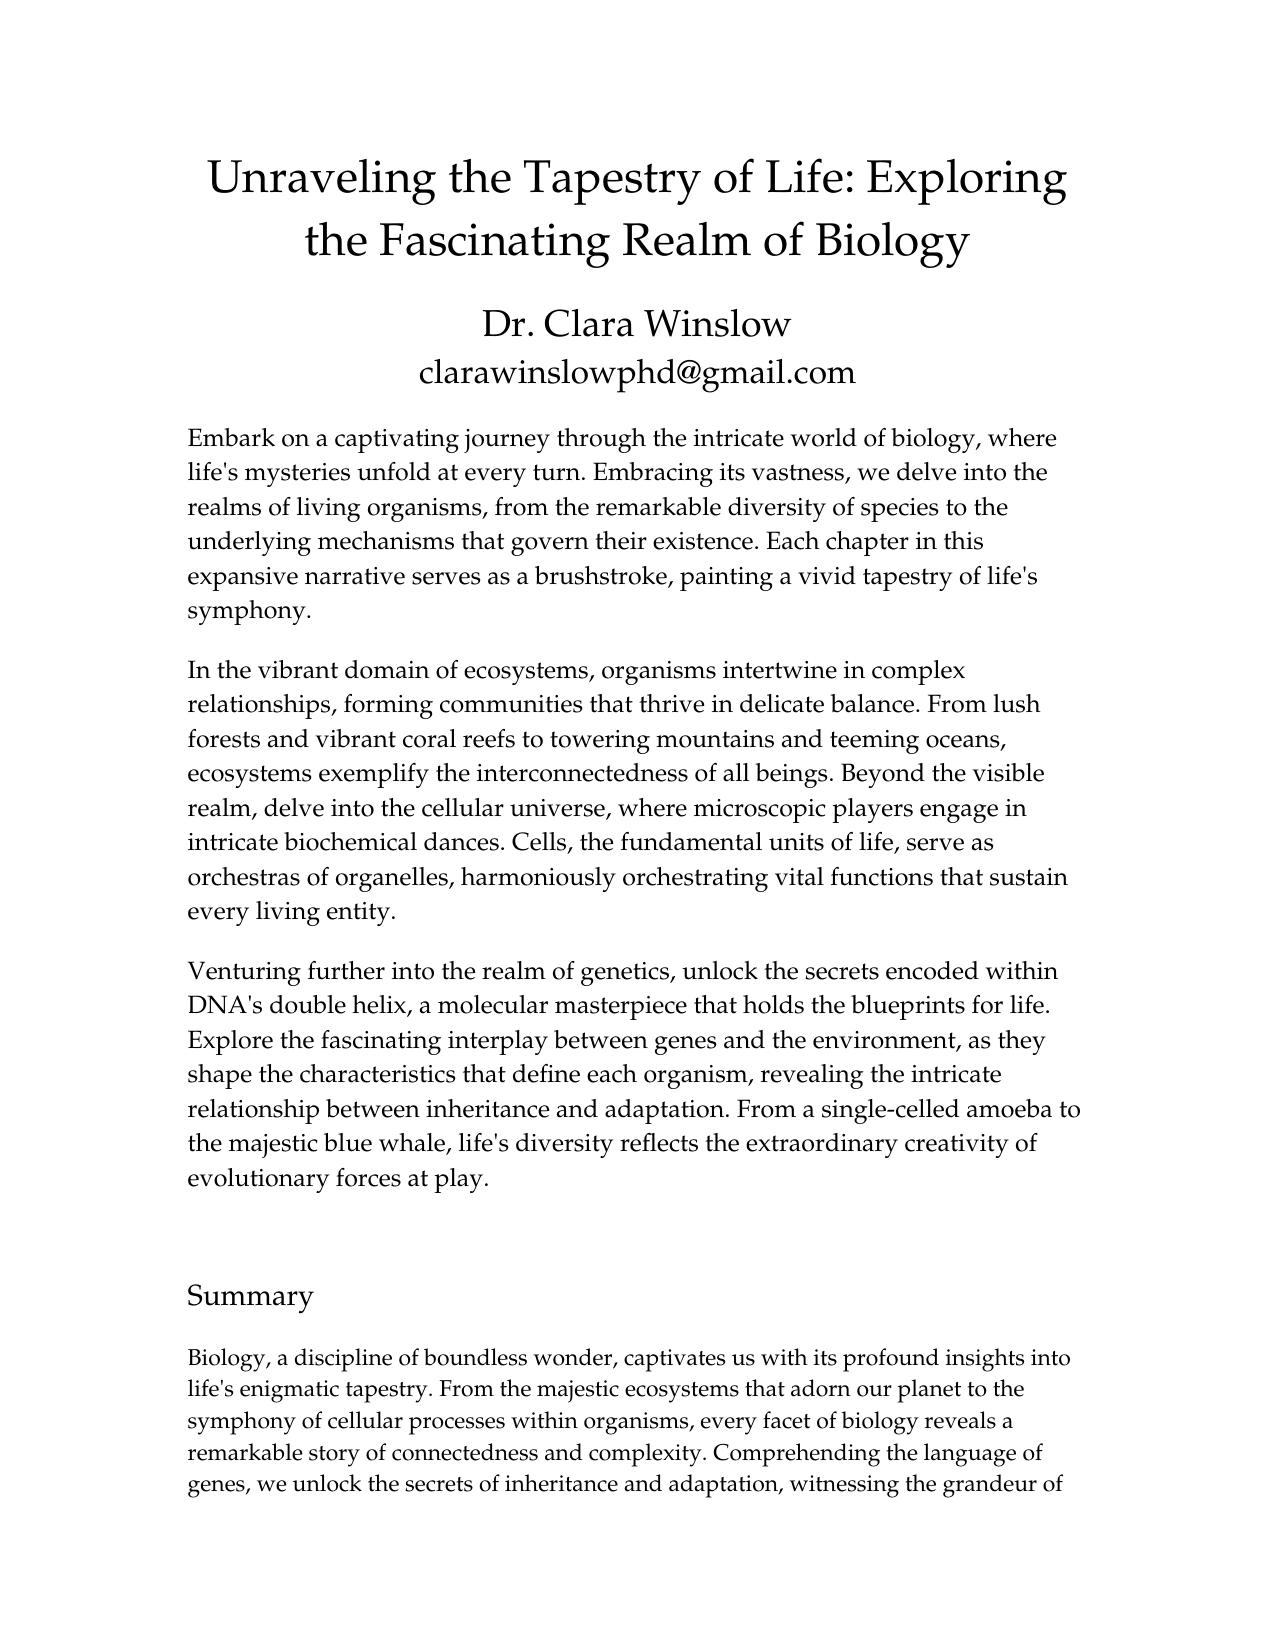 Unraveling the Tapestry of Life: Exploring
the Fascinating Realm of Biology
Dr. Clara Winslow
clarawinslowphd@gmail.com
Embark on a captivating journey through the intricate world of biology, where
life's mysteries unfold at every turn. Embracing its vastness, we delve into the
realms of living organisms, from the remarkable diversity of species to the
underlying mechanisms that govern their existence. Each chapter in this
expansive narrative serves as a brushstroke, painting a vivid tapestry of life's
symphony.
In the vibrant domain of ecosystems, organisms intertwine in complex
relationships, forming communities that thrive in delicate balance. From lush
forests and vibrant coral reefs to towering mountains and teeming oceans,
ecosystems exemplify the interconnectedness of all beings. Beyond the visible
realm, delve into the cellular universe, where microscopic players engage in
intricate biochemical dances. Cells, the fundamental units of life, serve as
orchestras of organelles, harmoniously orchestrating vital functions that sustain
every living entity.
Venturing further into the realm of genetics, unlock the secrets encoded within
DNA's double helix, a molecular masterpiece that holds the blueprints for life.
Explore the fascinating interplay between genes and the environment, as they
shape the characteristics that define each organism, revealing the intricate
relationship between inheritance and adaptation. From a single-celled amoeba to
the majestic blue whale, life's diversity reflects the extraordinary creativity of
evolutionary forces at play.
Summary
Biology, a discipline of boundless wonder, captivates us with its profound insights into
life's enigmatic tapestry. From the majestic ecosystems that adorn our planet to the
symphony of cellular processes within organisms, every facet of biology reveals a
remarkable story of connectedness and complexity. Comprehending the language of
genes, we unlock the secrets of inheritance and adaptation, witnessing the grandeur of